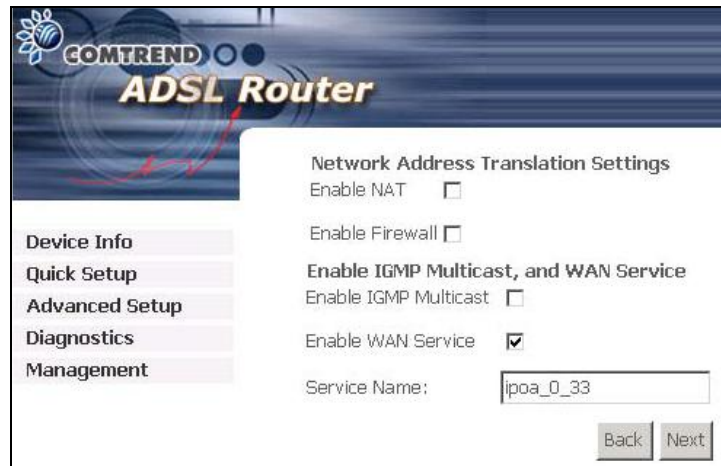 COMTREND
ADSL Router
Device Info
Quick Setup
Advanced Setup
Diagnostics
Management
Network Address Translation Settings
Enable NAT
Enable Firewall
Enable IGMP Multicast, and WAN Service
Enable IGMP Multicast
Enable WAN Service
Service Name: ipoa_0_33
Back Next